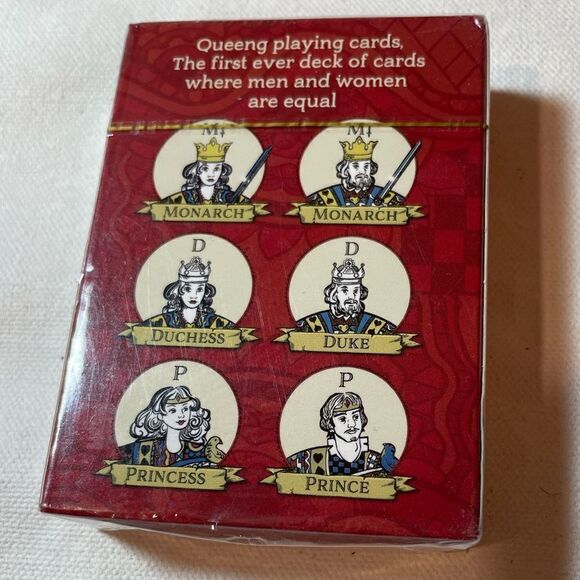 Queeng playing cards,
The first ever deck of cards
where men and women
are equal
M M
MONARCH MONARCH
D D
DUCHESS DUKE
P P
PRINCESS PRINCE